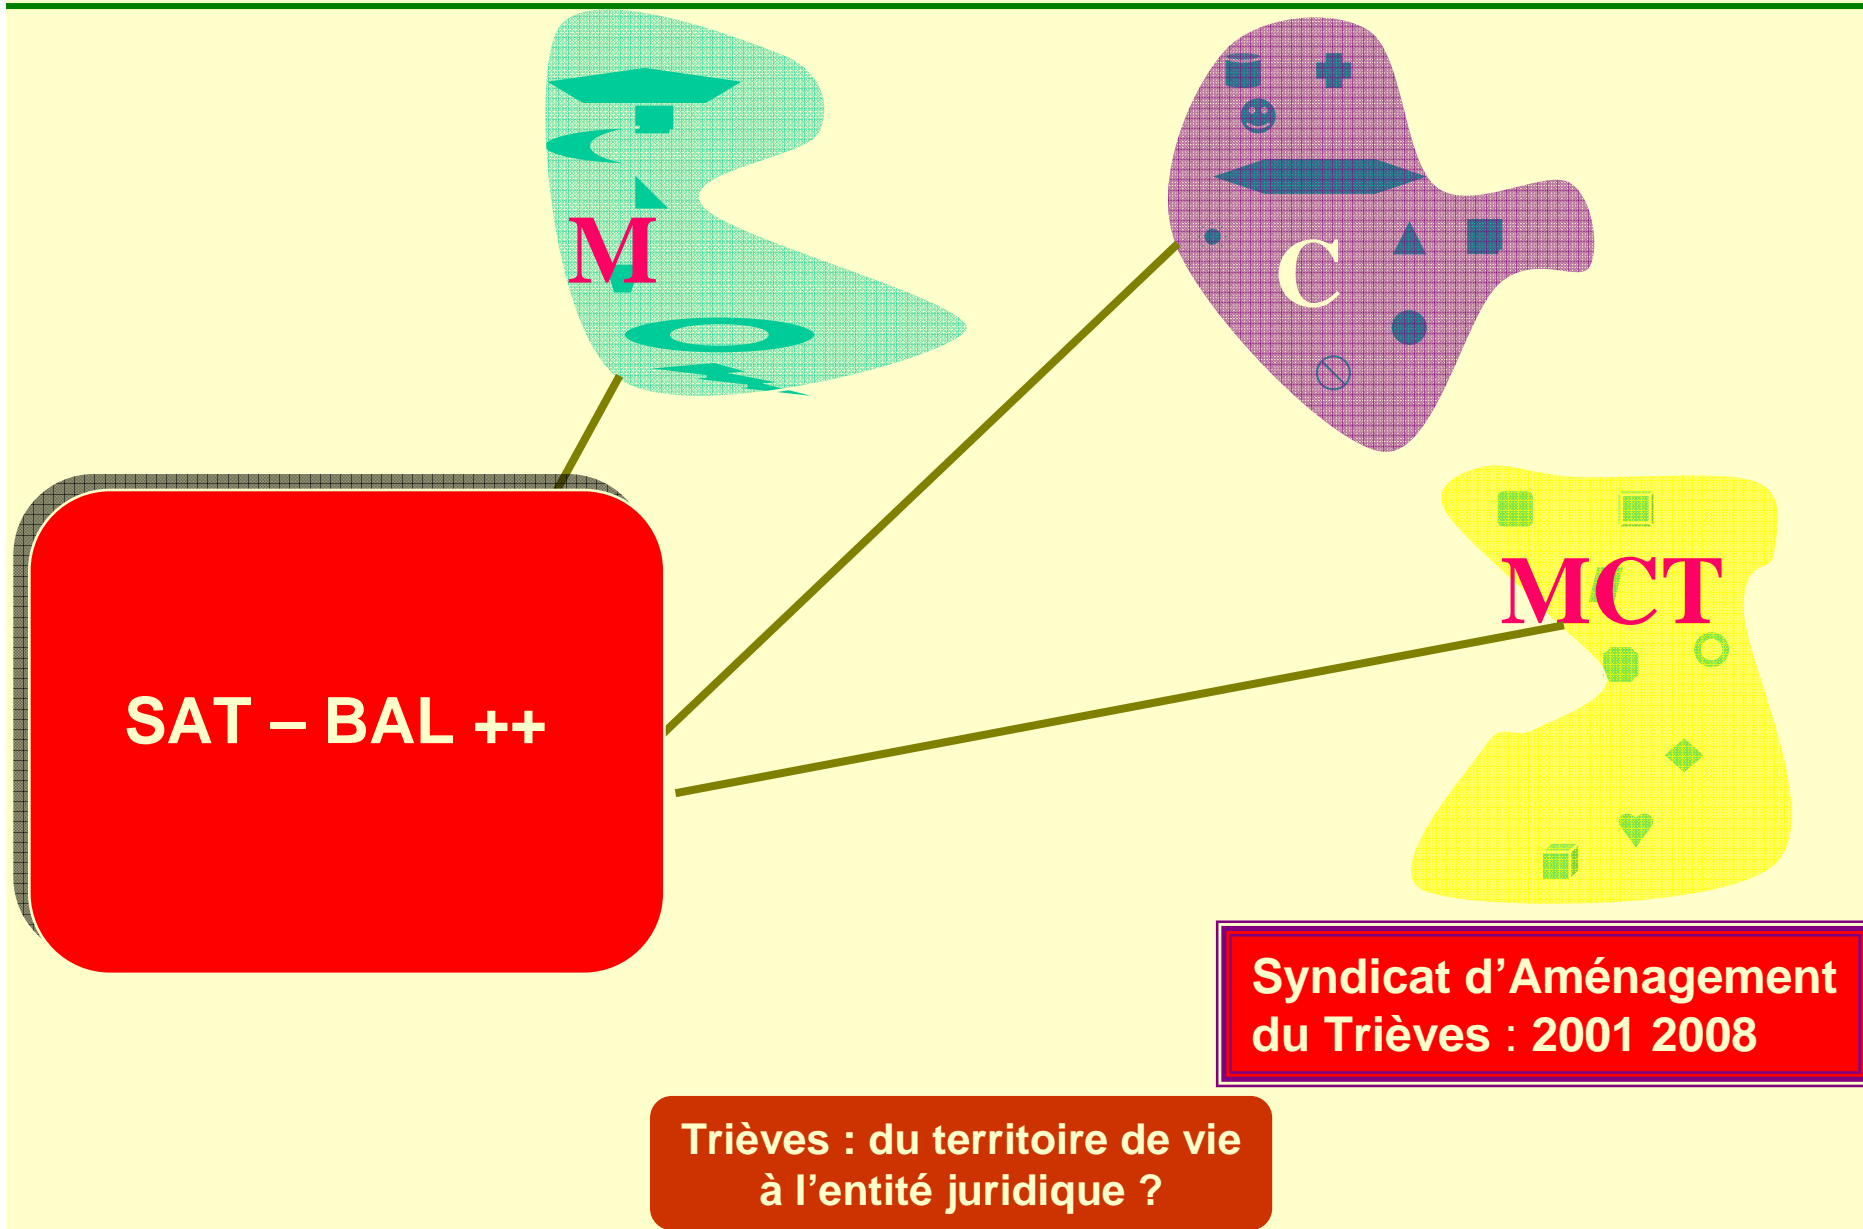 M
C
MCT
SAT – BAL ++
Syndicat d’Aménagement
du Trièves : 2001 2008
Trièves : du territoire de vie
à l’entité juridique ?